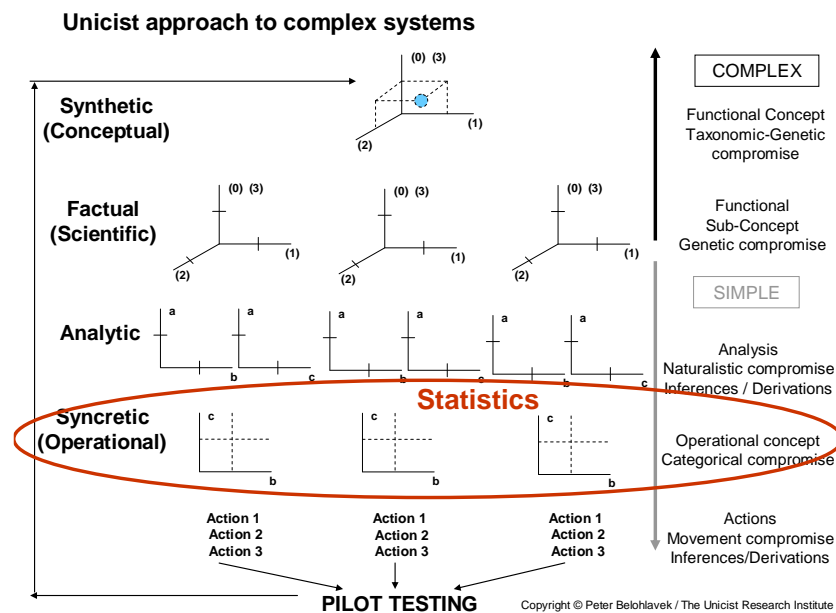 Unicist approach to complex systems
(0) (3)
(1)
(2)
Synthetic
(Conceptual)
COMPLEX
Functional Concept
Taxonomic-Genetic
compromise
Factual
(Scientific)
(0) (3)
(1)
(2)
(0) (3)
(1)
(2)
(0) (3)
(1)
(2)
Functional
Sub-Concept
Genetic compromise
SIMPLE
Analytic
a
b
a
c
a
b
a
c
a
b
a
c
Analysis
Naturalistic compromise
Inferences / Derivations
Statistics
Syncretic
(Operational)
c
b
c
b
c
b
Operational concept
Categorical compromise
Action 1
Action 2
Action 3
Action 1
Action 2
Action 3
Action 1
Action 2
Action 3
Actions
Movement compromise
Inferences/Derivations
PILOT TESTING
Copyright © Peter Belohlavek / The Unicist Research Institute